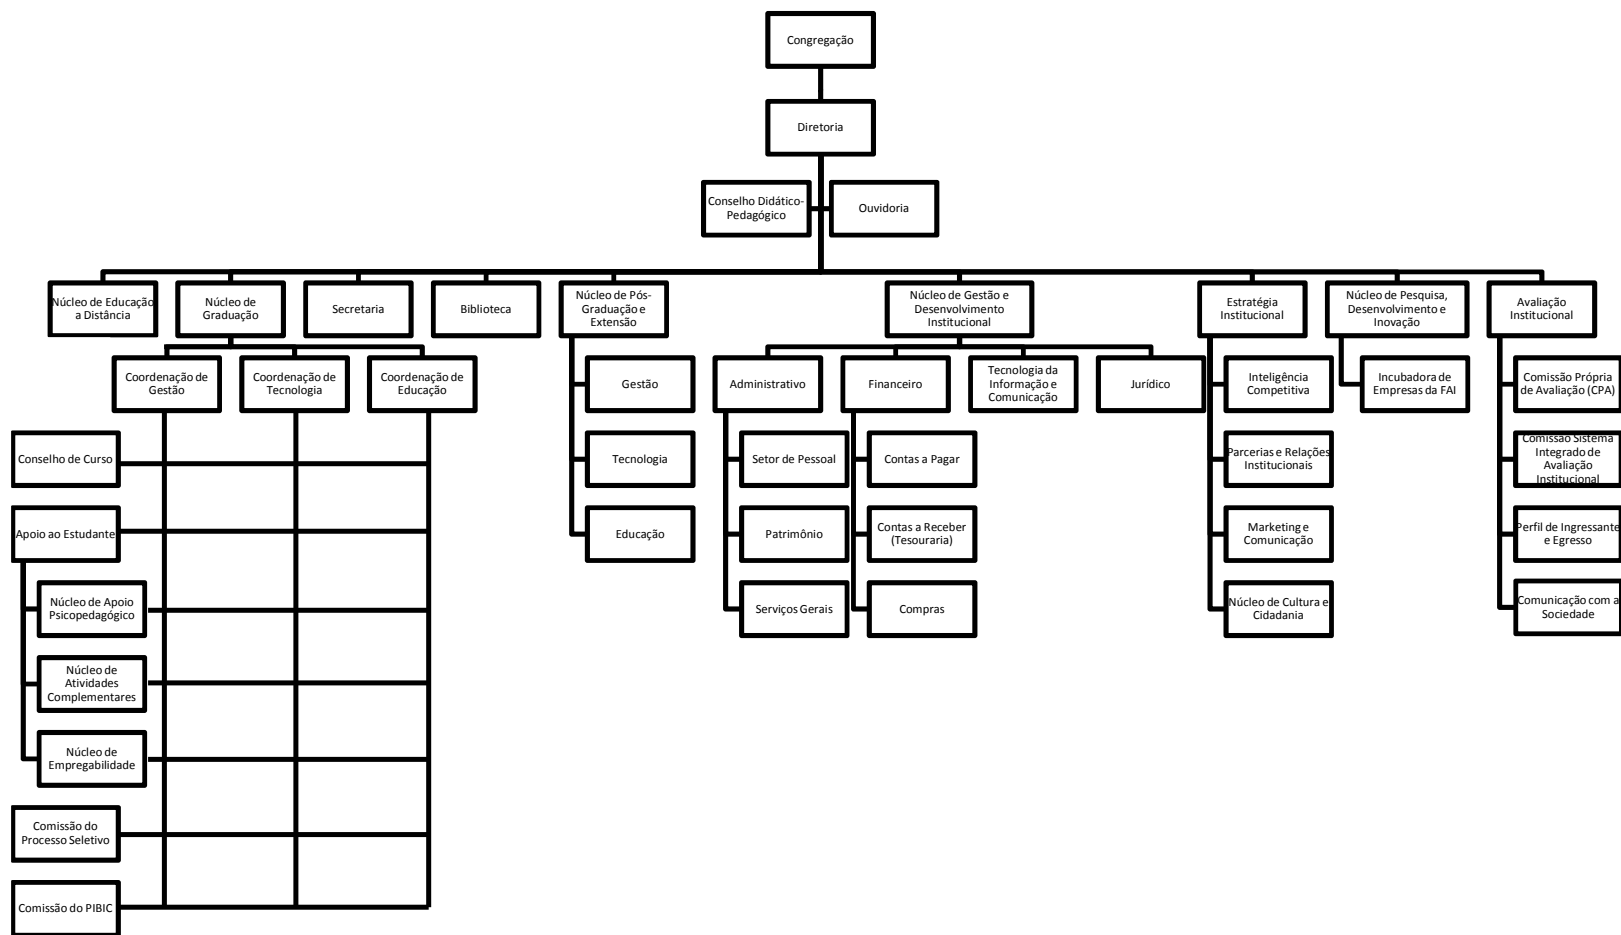 Congregação
Diretoria
Conselho Didático-
Pedagógico
Ouvidoria
Núcleo de Educação
a Distância
Núcleo de
Graduação
Secretaria
Biblioteca
Núcleo de Pós-
Graduação e
Extensão
Núcleo de Gestão e
Desenvolvimento
Institucional
Estratégia
Institucional
Núcleo de Pesquisa,
Desenvolvimento e
Inovação
Avaliação
Institucional
Coordenação de
Gestão
Coordenação de
Tecnologia
Coordenação de
Educação
Gestão
Administrativo
Financeiro
Tecnologia da
Informação e
Comunicação
Jurídico
Inteligência
Competitiva
Incubadora de
Empresas da FAI
Comissão Própria
de Avaliação (CPA)
Conselho de Curso
Tecnologia
Setor de Pessoal
Contas a Pagar
Parcerias e Relações
Institucionais
Comissão Sistema
Integrado de
Avaliação
Institucional
Apoio ao Estudante
Educação
Patrimônio
Contas a Receber
(Tesouraria)
Marketing e
Comunicação
Perfil de Ingressante
e Egresso
Núcleo de Apoio
Psicopedagógico
Serviços Gerais
Compras
Núcleo de Cultura e
Cidadania
Comunicação com a
Sociedade
Núcleo de
Atividades
Complementares
Núcleo de
Empregabilidade
Comissão do
Processo Seletivo
Comissão do PIBIC